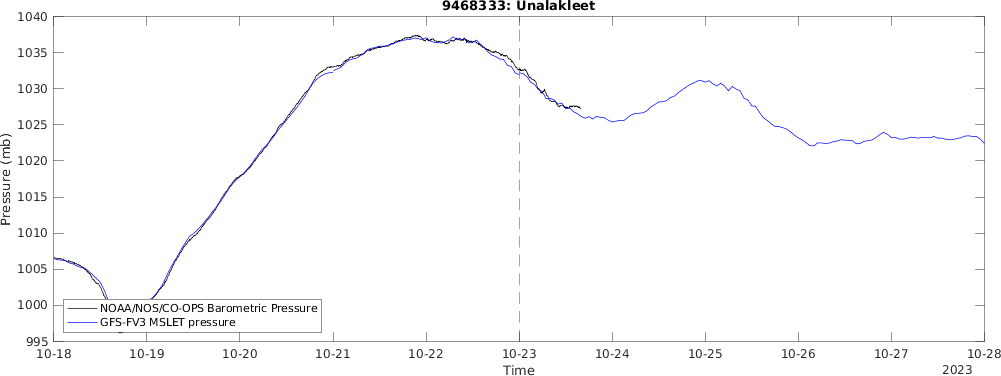 9468333: Unalakleet
1040
1035
1030
1025
1020
1015
1010
1005
1000
995
Pressure (mb)
NOAA/NOS/CO-OPS Barometric Pressure
GFS-FV3 MSLET pressure
10-18 10-19 10-20 10-21 10-22 10-23 10-24 10-25 10-26 10-27 10-28
Time
2023